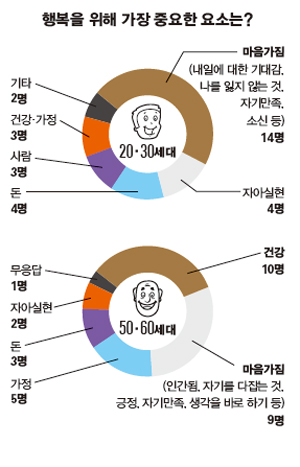 행복을 위해 가장 중요한 요소는?
마음가짐
(내일에 대한 기대감,
나를 잃지 않는 것,
자기만족,
소신 등)
14명
기타
2명
건강·가정
3명
사람
3명
돈
4명
자아실현
4명
20·30세대
건강
10명
무응답
1명
자아실현
2명
돈
3명
가정
5명
50·60세대
마음가짐
(인간됨, 자기를 다잡는 것,
긍정, 자기만족, 생각을 바로 하기 등)
9명